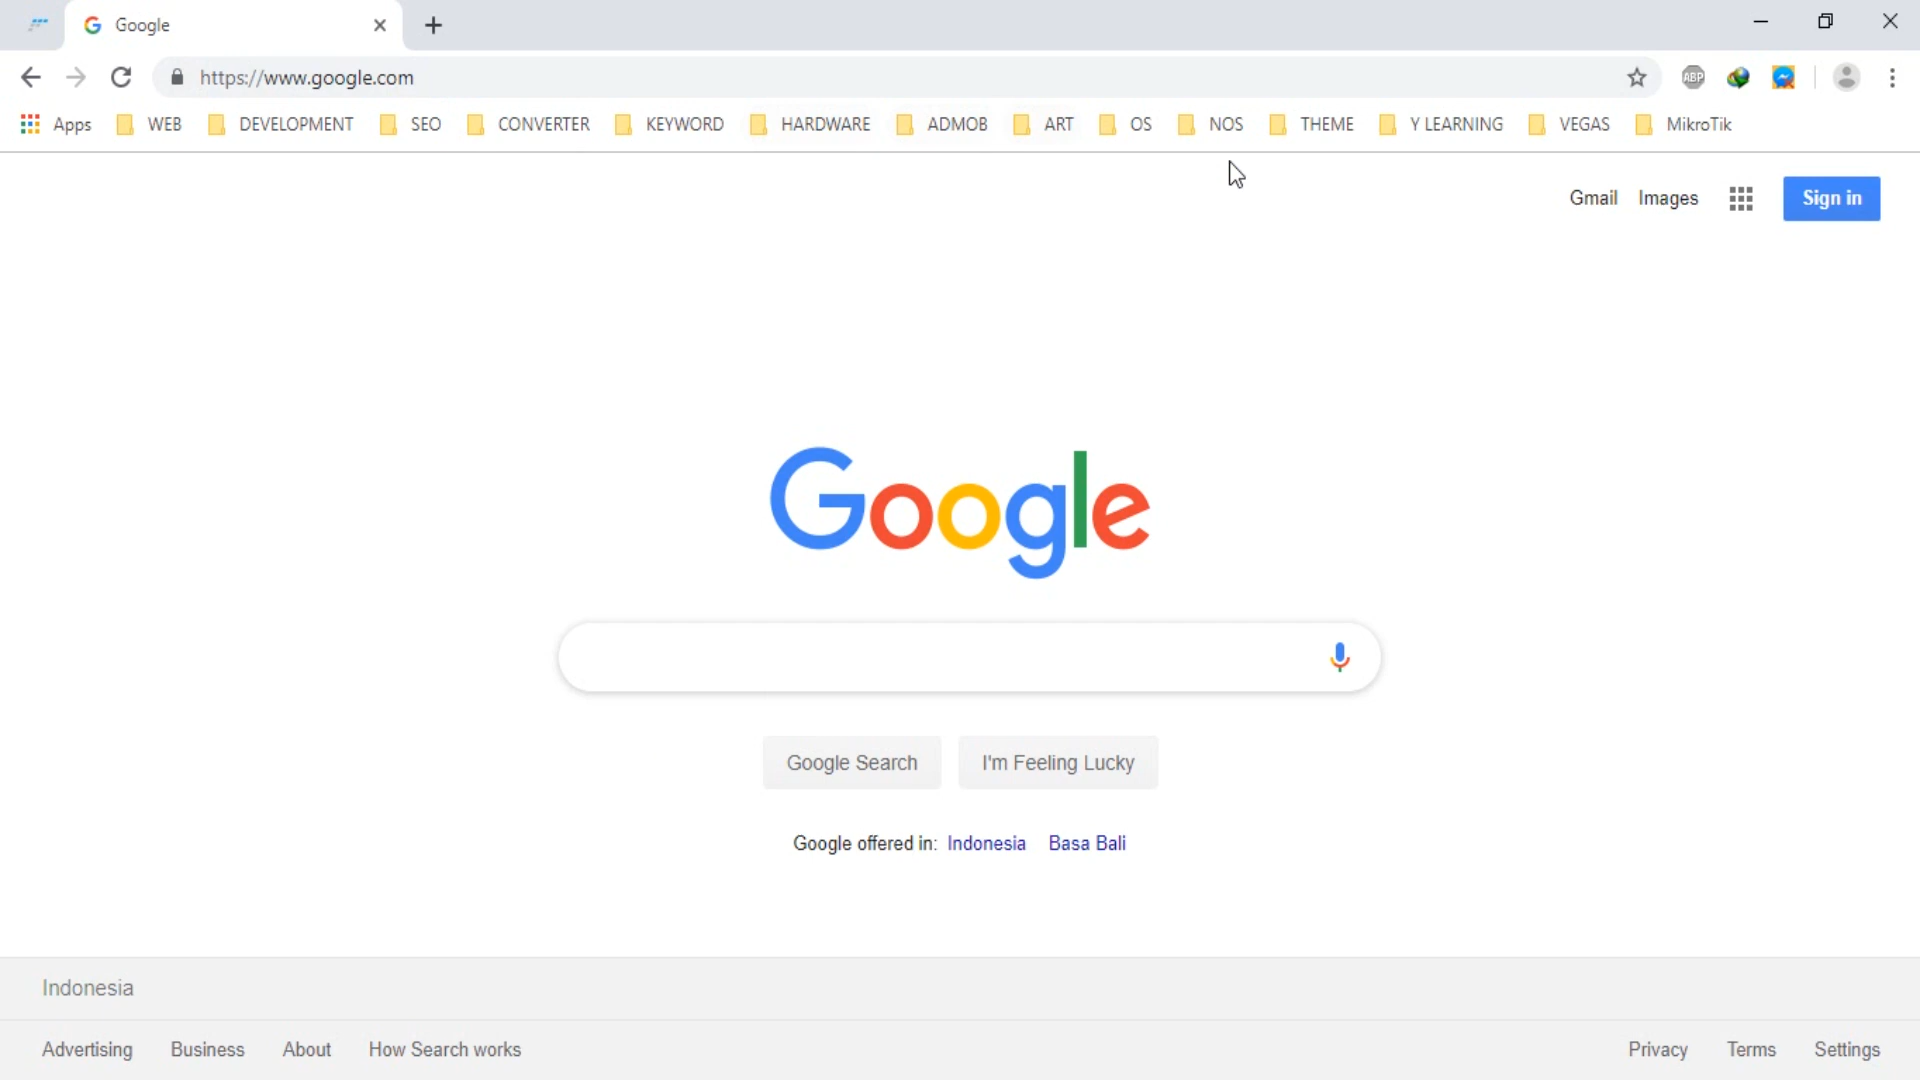 Google
https://www.google.com
ABP
Apps WEB DEVELOPMENT SEO CONVERTER KEYWORD HARDWARE ADMOB ART OS NOS THEME Y LEARNING VEGAS MikroTik
Gmail Images Sign in
Google
Google Search I'm Feeling Lucky
Google offered in: Indonesia Basa Bali
Indonesia
Advertising Business About How Search works Privacy Terms Settings